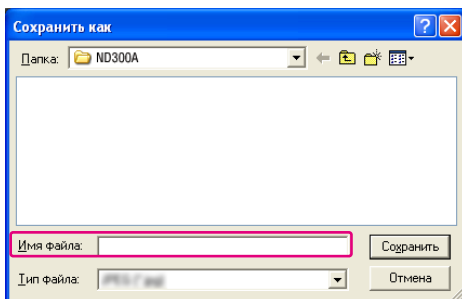 Сохранить как
Папка: ND300A
Имя файла:
Сохранить
Тип файла:
Отмена